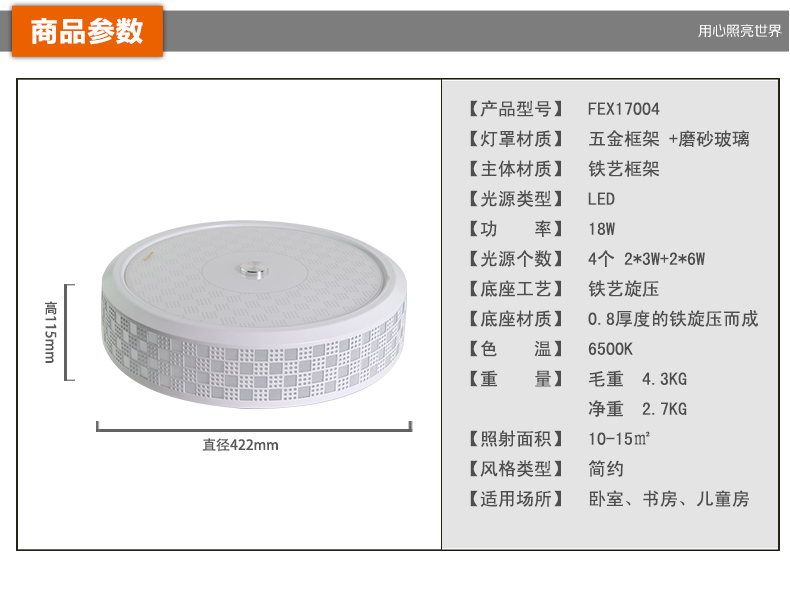 商品参数
用心照亮世界
【产品型号】 FEX17004
【灯罩材质】 五金框架 +磨砂玻璃
【主体材质】 铁艺框架
【光源类型】 LED
【功 率】 18W
【光源个数】 4个 2*3W+2*6W
【底座工艺】 铁艺旋压
【底座材质】 0.8厚度的铁旋压而成
【色 温】 6500K
【重 量】 毛重 4.3KG
净重 2.7KG
【照射面积】 10-15㎡
【风格类型】 简约
【适用场所】 卧室、书房、儿童房
高115mm
直径422mm